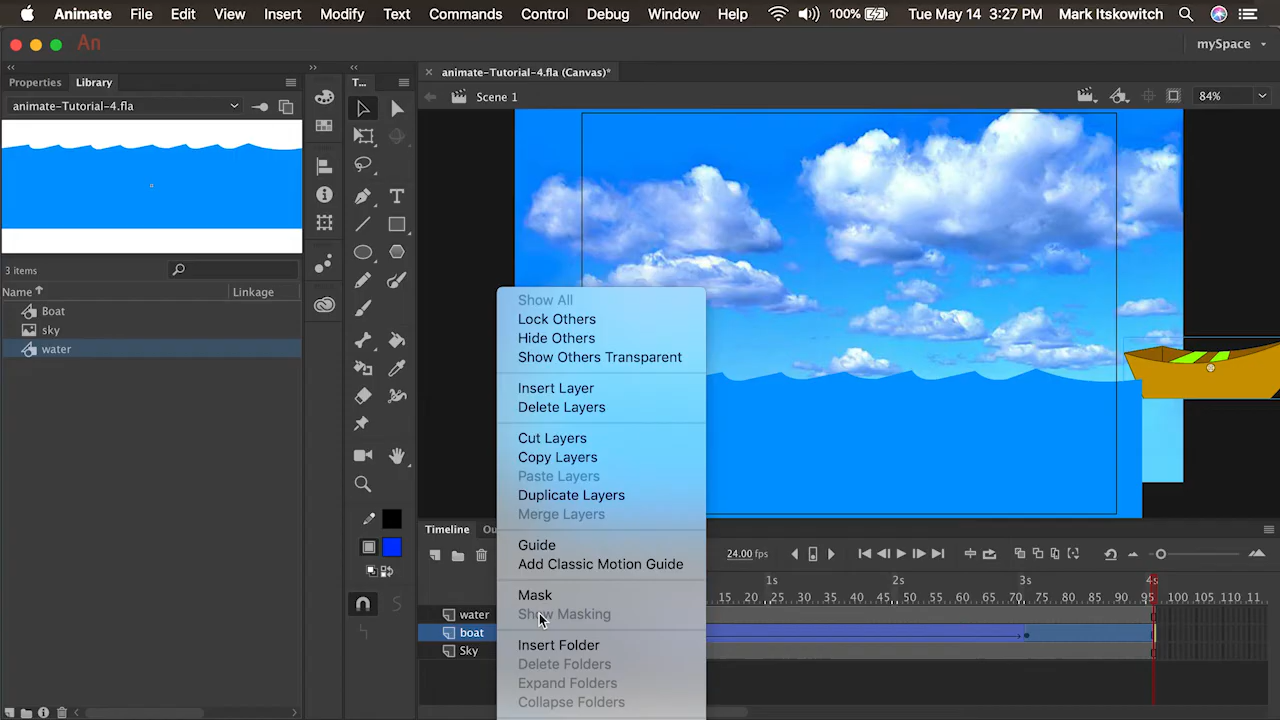 Animate File Edit View Insert Modify Text Commands Control Debug Window Help 100% Tue May 14 3:27 PM Mark Itskowitch
An mySpace
Properties Library T... animate-Tutorial-4.fla (Canvas)*
animate-Tutorial-4.fla Scene 1 84%
3 items
Name Linkage
Boat
sky
water
Show All
Lock Others
Hide Others
Show Others Transparent
Insert Layer
Delete Layers
Cut Layers
Copy Layers
Paste Layers
Duplicate Layers
Merge Layers
Guide
Add Classic Motion Guide
Mask
Show Masking
Insert Folder
Delete Folders
Expand Folders
Collapse Folders
Timeline Ou
24.00 fps
1s 2s 3s 4s
15 20 25 30 35 40 45 50 55 60 65 70 75 80 85 90 95 100 105 110 11
water
boat
Sky